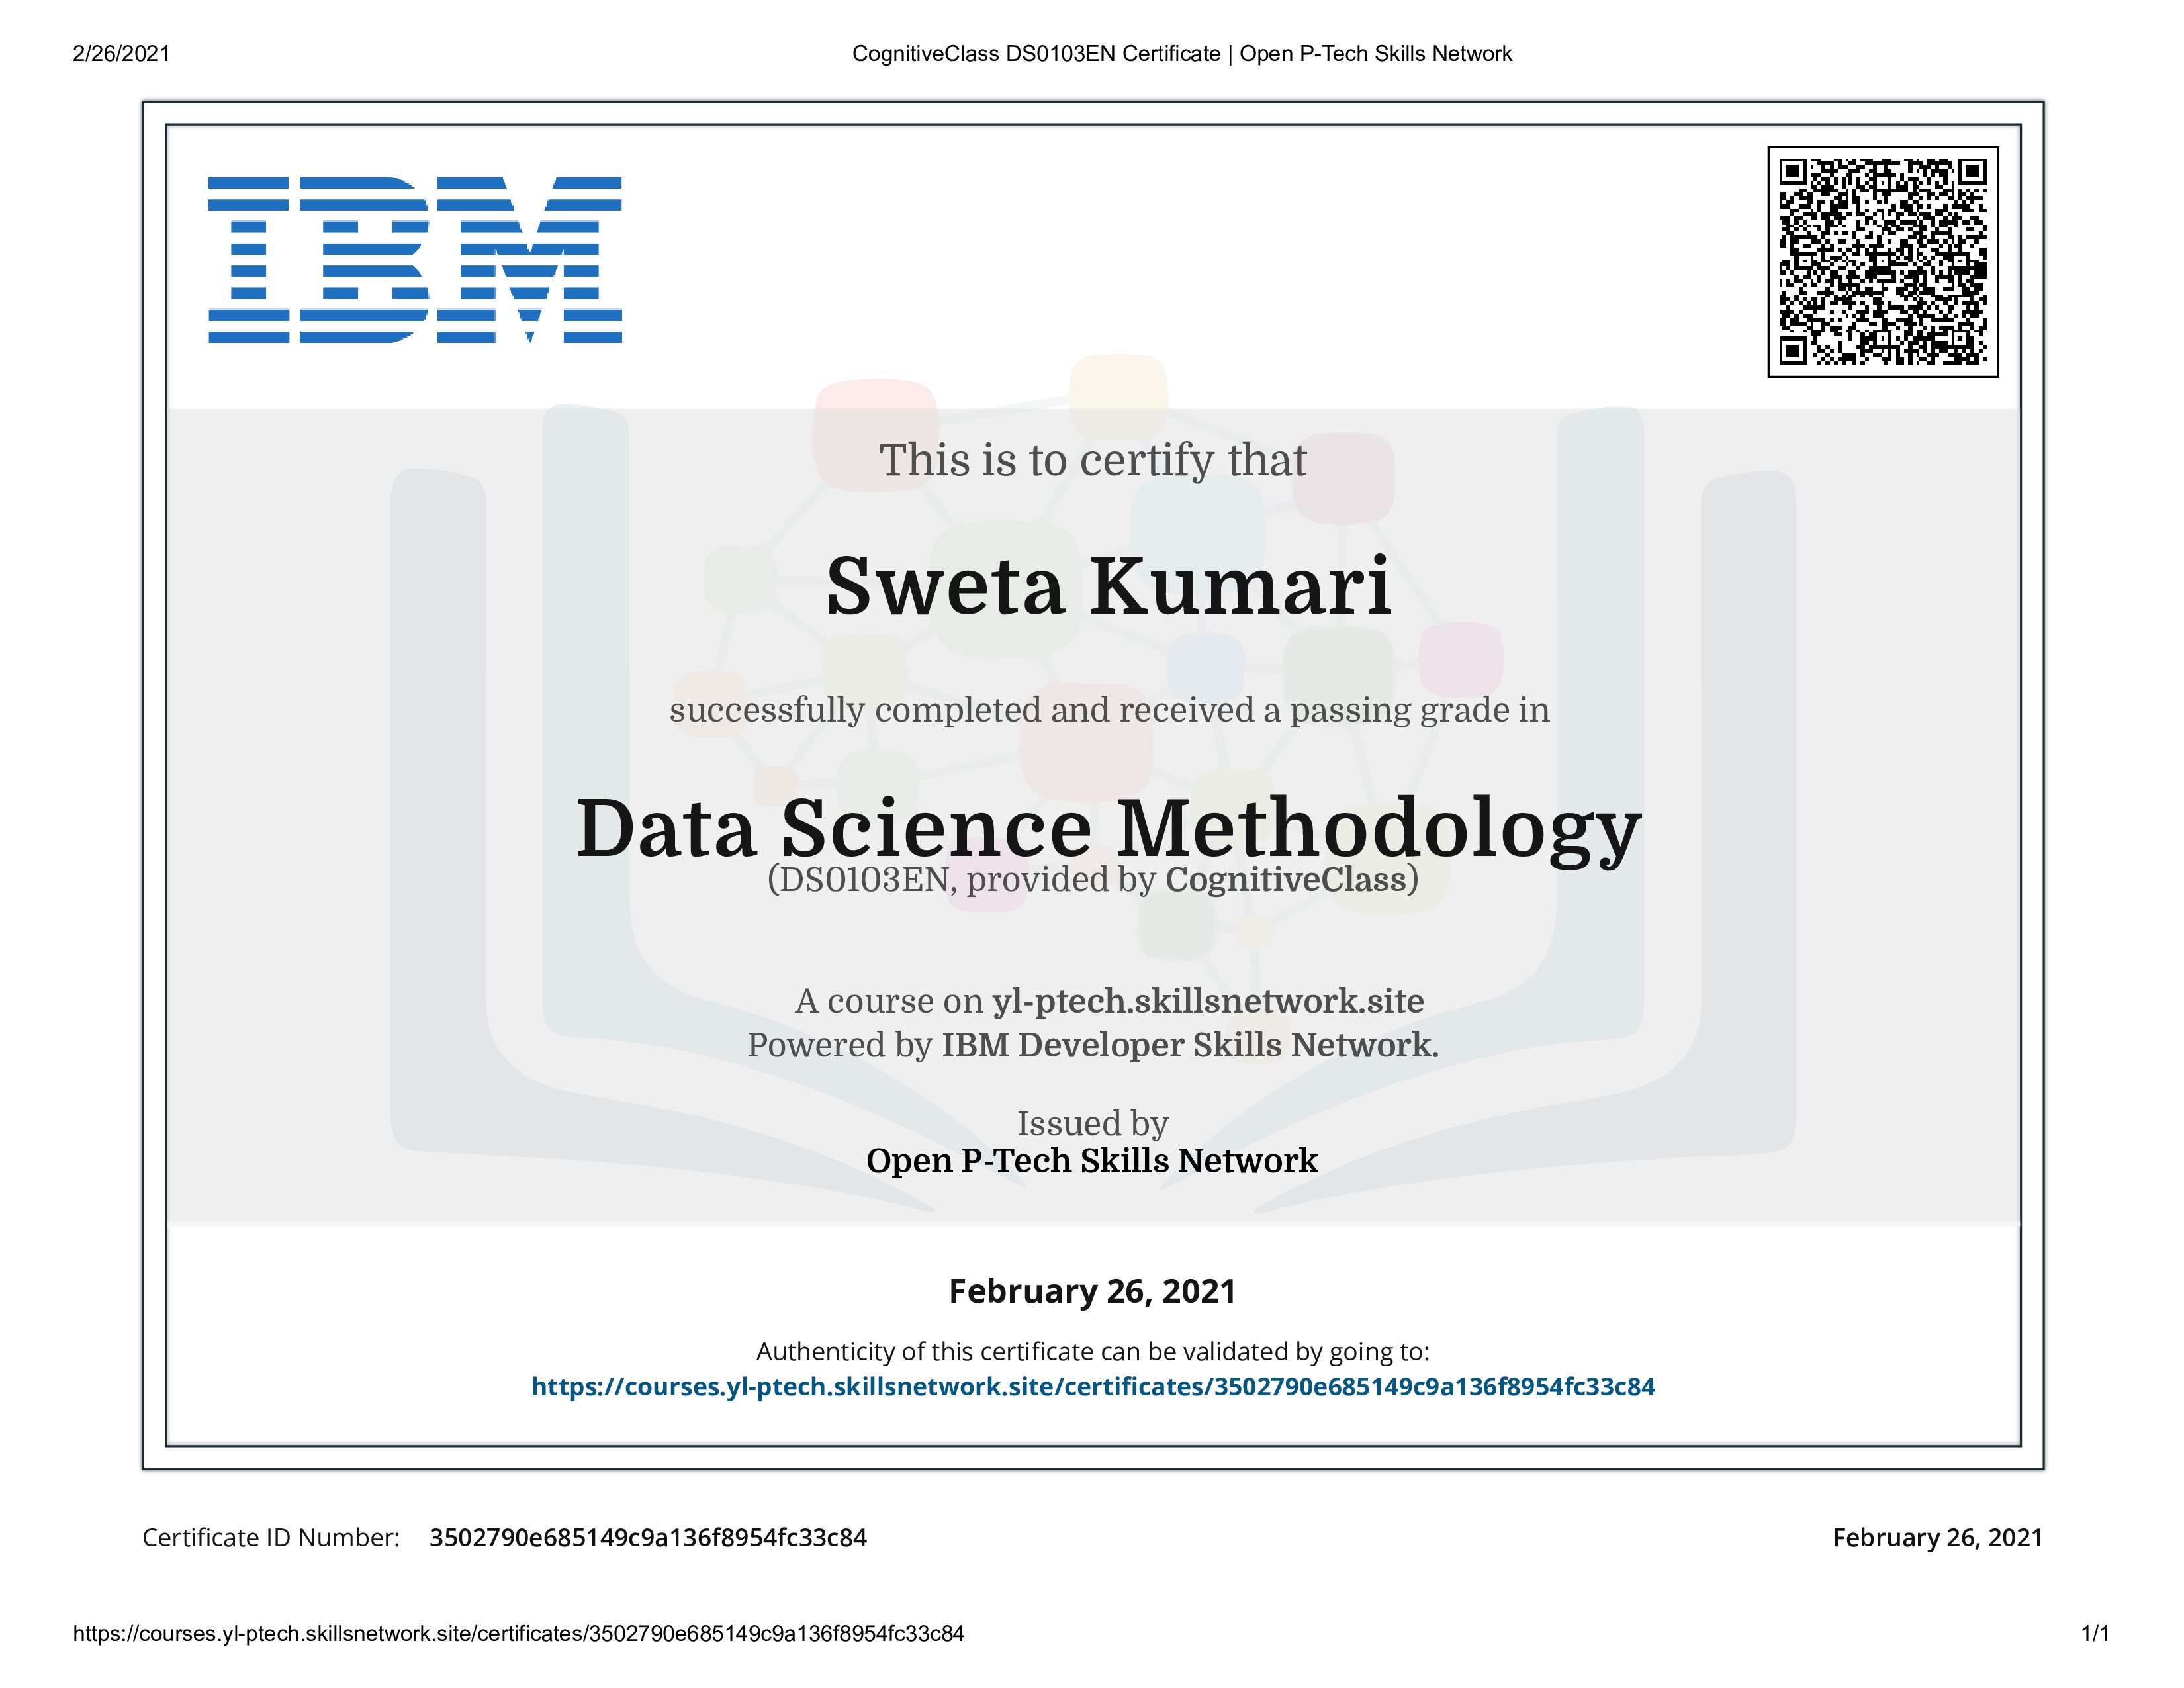 2/26/2021
CognitiveClass DS0103EN Certificate | Open P-Tech Skills Network
IBM
This is to certify that
Sweta Kumari
successfully completed and received a passing grade in
Data Science Methodology
(DS0103EN, provided by CognitiveClass)
A course on yl-ptech.skillsnetwork.site
Powered by IBM Developer Skills Network.
Issued by
Open P-Tech Skills Network
February 26, 2021
Authenticity of this certificate can be validated by going to:
https://courses.yl-ptech.skillsnetwork.site/certificates/3502790e685149c9a136f8954fc33c84
Certificate ID Number: 3502790e685149c9a136f8954fc33c84
February 26, 2021
https://courses.yl-ptech.skillsnetwork.site/certificates/3502790e685149c9a136f8954fc33c84
1/1